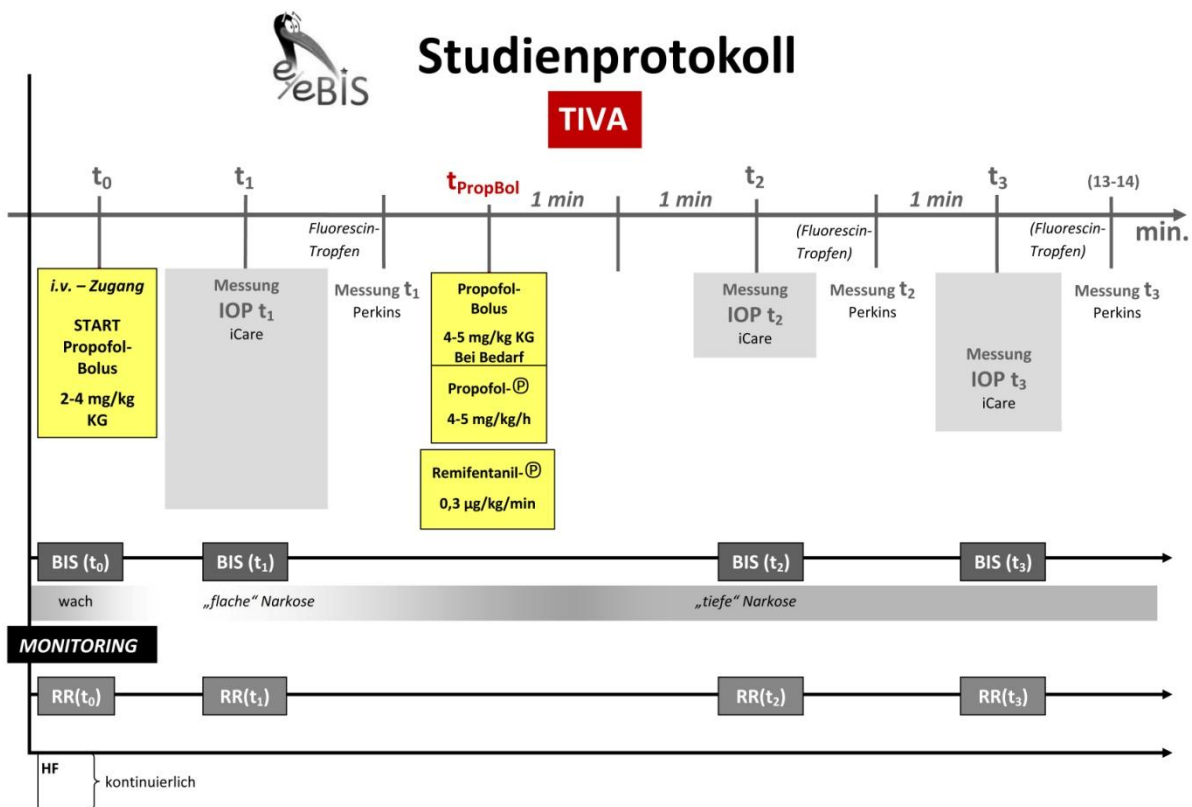 e/eBIS
Studienprotokoll
TIVA
t₀
t₁
tPropBol
1 min
1 min
t₂
1 min
t₃
(13-14)
min.
Fluorescin-
Tropfen
(Fluorescin-
Tropfen)
(Fluorescin-
Tropfen)
i.v. – Zugang
START
Propofol-
Bolus
2-4 mg/kg
KG
Messung
IOP t₁
iCare
Messung t₁
Perkins
Propofol-
Bolus
4-5 mg/kg KG
Bei Bedarf
Propofol-Ⓟ
4-5 mg/kg/h
Remifentanil-Ⓟ
0,3 µg/kg/min
Messung
IOP t₂
iCare
Messung t₂
Perkins
Messung
IOP t₃
iCare
Messung t₃
Perkins
BIS (t₀)
BIS (t₁)
BIS (t₂)
BIS (t₃)
wach
„flache“ Narkose
„tiefe“ Narkose
MONITORING
RR(t₀)
RR(t₁)
RR(t₂)
RR(t₃)
HF
kontinuierlich